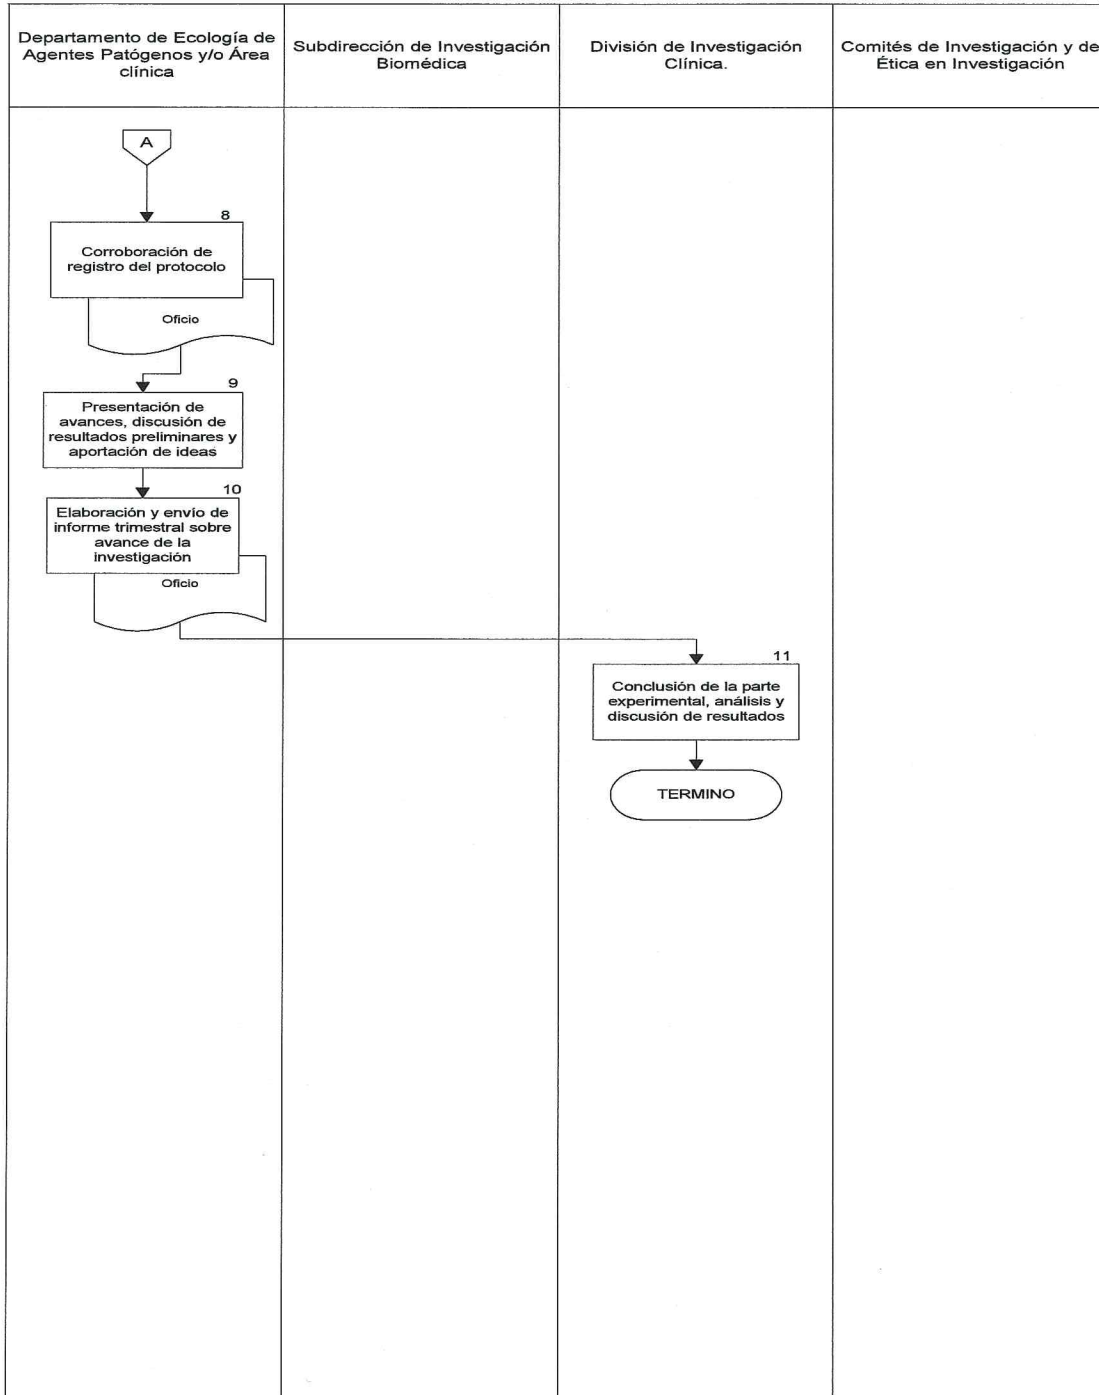 Departamento de Ecología de
Agentes Patógenos y/o Área
clínica
Subdirección de Investigación
Biomédica
División de Investigación
Clínica.
Comités de Investigación y de
Ética en Investigación
A
8
Corroboración de
registro del protocolo
Oficio
9
Presentación de
avances, discusión de
resultados preliminares y
aportación de ideas
10
Elaboración y envío de
informe trimestral sobre
avance de la
investigación
Oficio
11
Conclusión de la parte
experimental, análisis y
discusión de resultados
TERMINO